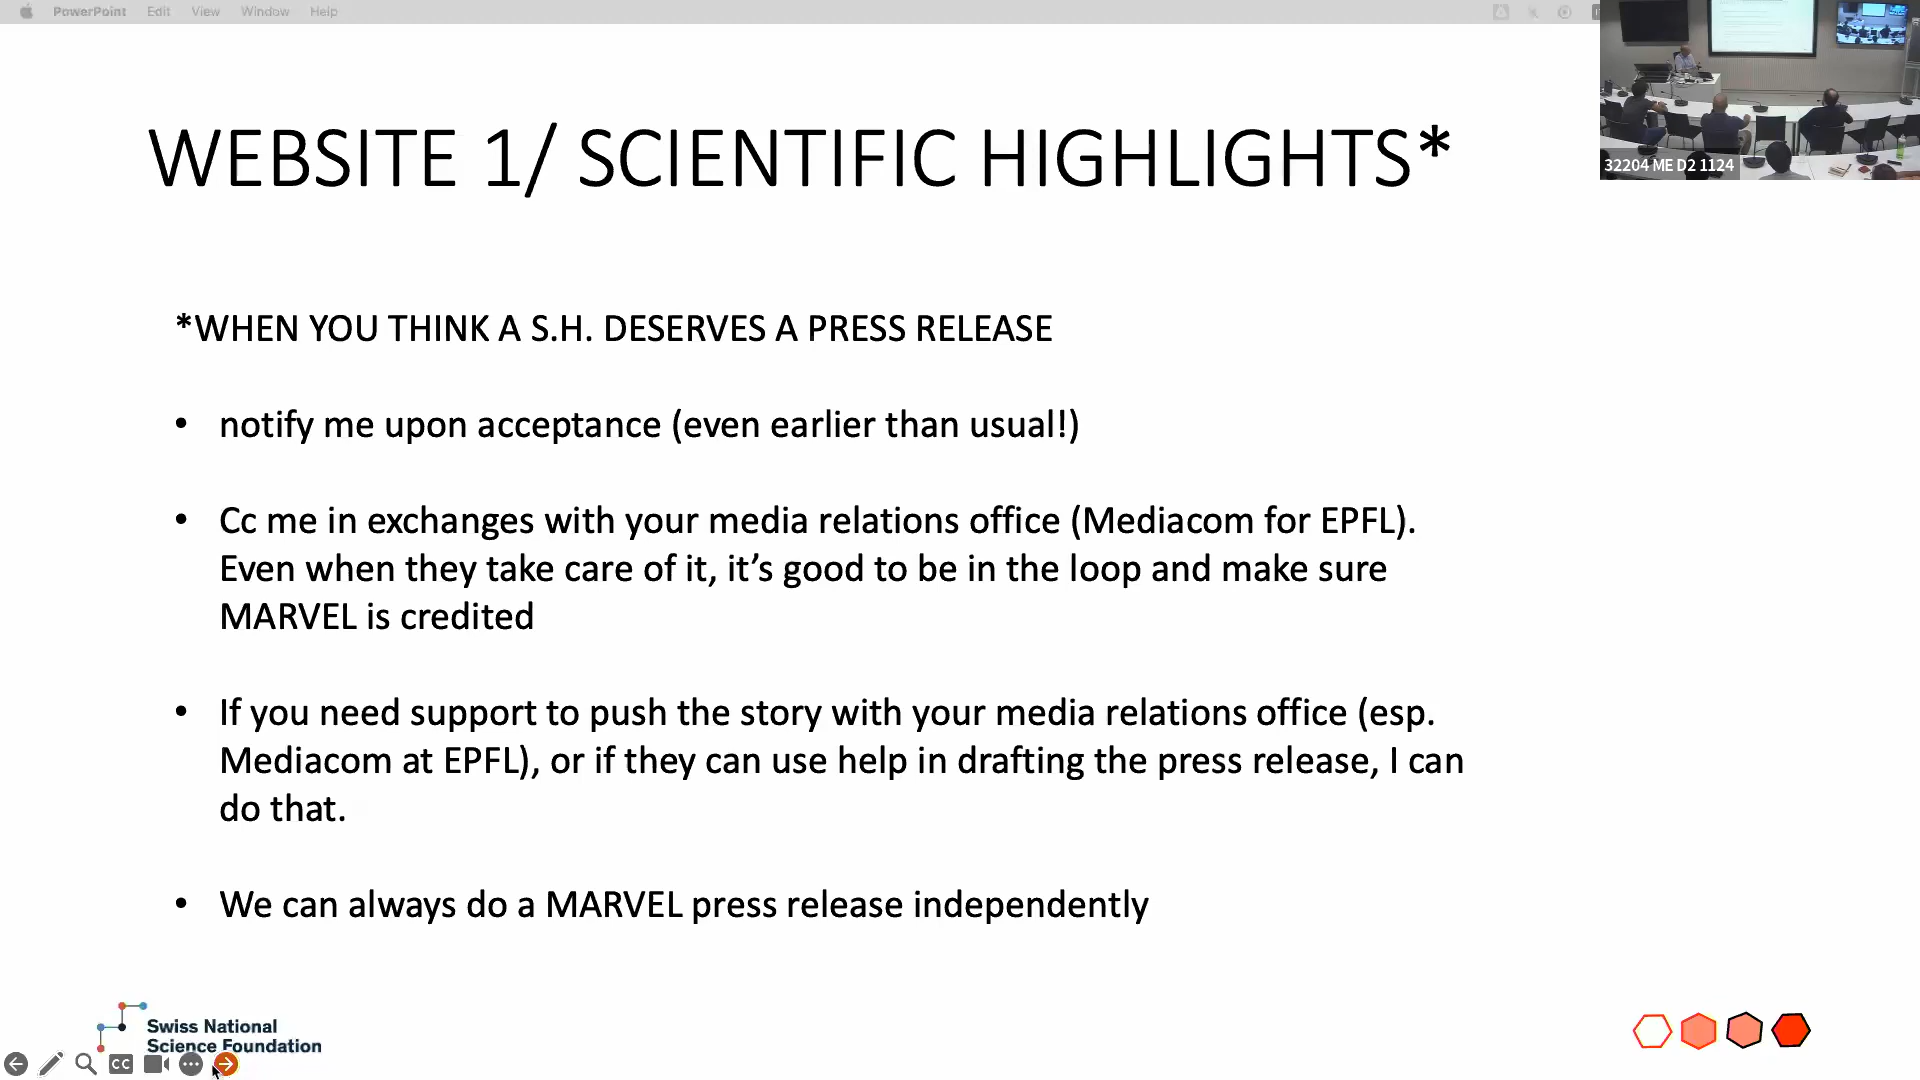 PowerPoint Edit View Window Help
32204 ME D2 1124
WEBSITE 1/ SCIENTIFIC HIGHLIGHTS*
*WHEN YOU THINK A S.H. DESERVES A PRESS RELEASE
• notify me upon acceptance (even earlier than usual!)
• Cc me in exchanges with your media relations office (Mediacom for EPFL).
Even when they take care of it, it’s good to be in the loop and make sure
MARVEL is credited
• If you need support to push the story with your media relations office (esp.
Mediacom at EPFL), or if they can use help in drafting the press release, I can
do that.
• We can always do a MARVEL press release independently
Swiss National
Science Foundation
CC